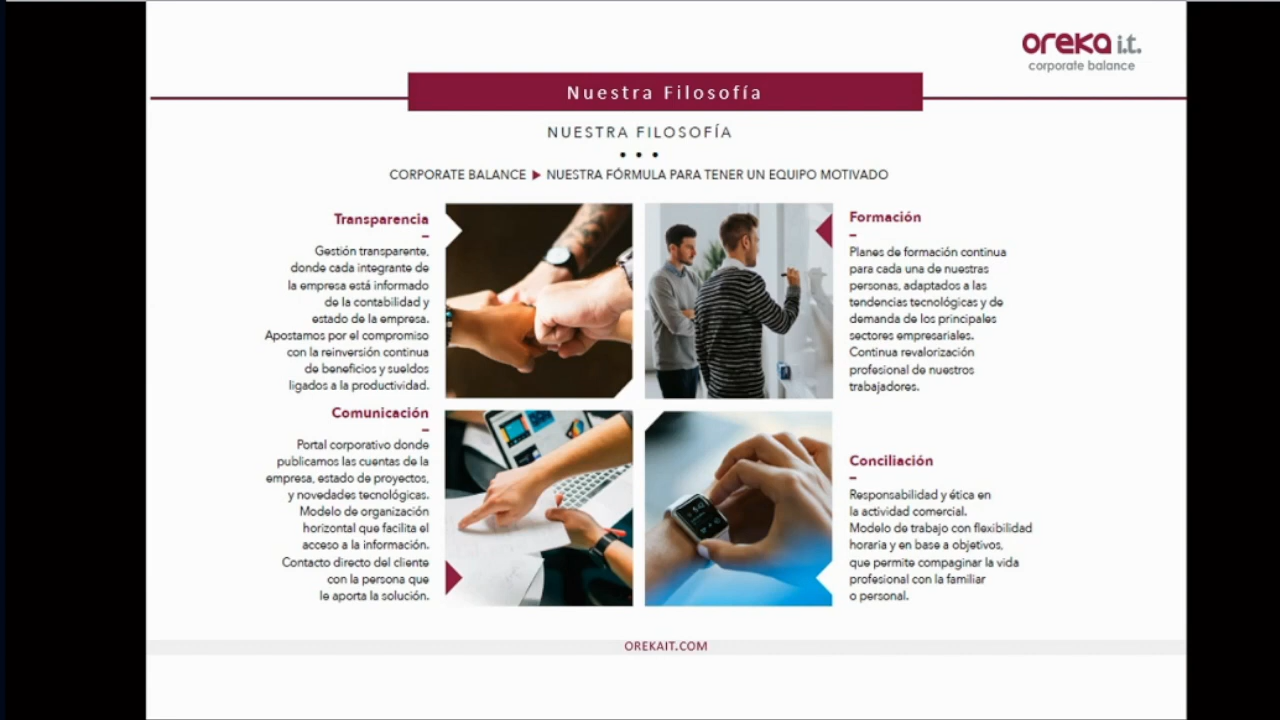 oreka i.t.
corporate balance
Nuestra Filosofía
NUESTRA FILOSOFÍA
CORPORATE BALANCE ▶ NUESTRA FÓRMULA PARA TENER UN EQUIPO MOTIVADO
Transparencia
Gestión transparente,
donde cada integrante de
la empresa está informado
de la contabilidad y
estado de la empresa.
Apostamos por el compromiso
con la reinversión continua
de beneficios y sueldos
ligados a la productividad.
Formación
Planes de formación continua
para cada una de nuestras
personas, adaptados a las
tendencias tecnológicas y de
demanda de los principales
sectores empresariales.
Continua revalorización
profesional de nuestros
trabajadores.
Comunicación
Portal corporativo donde
publicamos las cuentas de la
empresa, estado de proyectos,
y novedades tecnológicas.
Modelo de organización
horizontal que facilita el
acceso a la información.
Contacto directo del cliente
con la persona que
le aporta la solución.
Conciliación
Responsabilidad y ética en
la actividad comercial.
Modelo de trabajo con flexibilidad
horaria y en base a objetivos,
que permite compaginar la vida
profesional con la familiar
o personal.
OREKAIT.COM